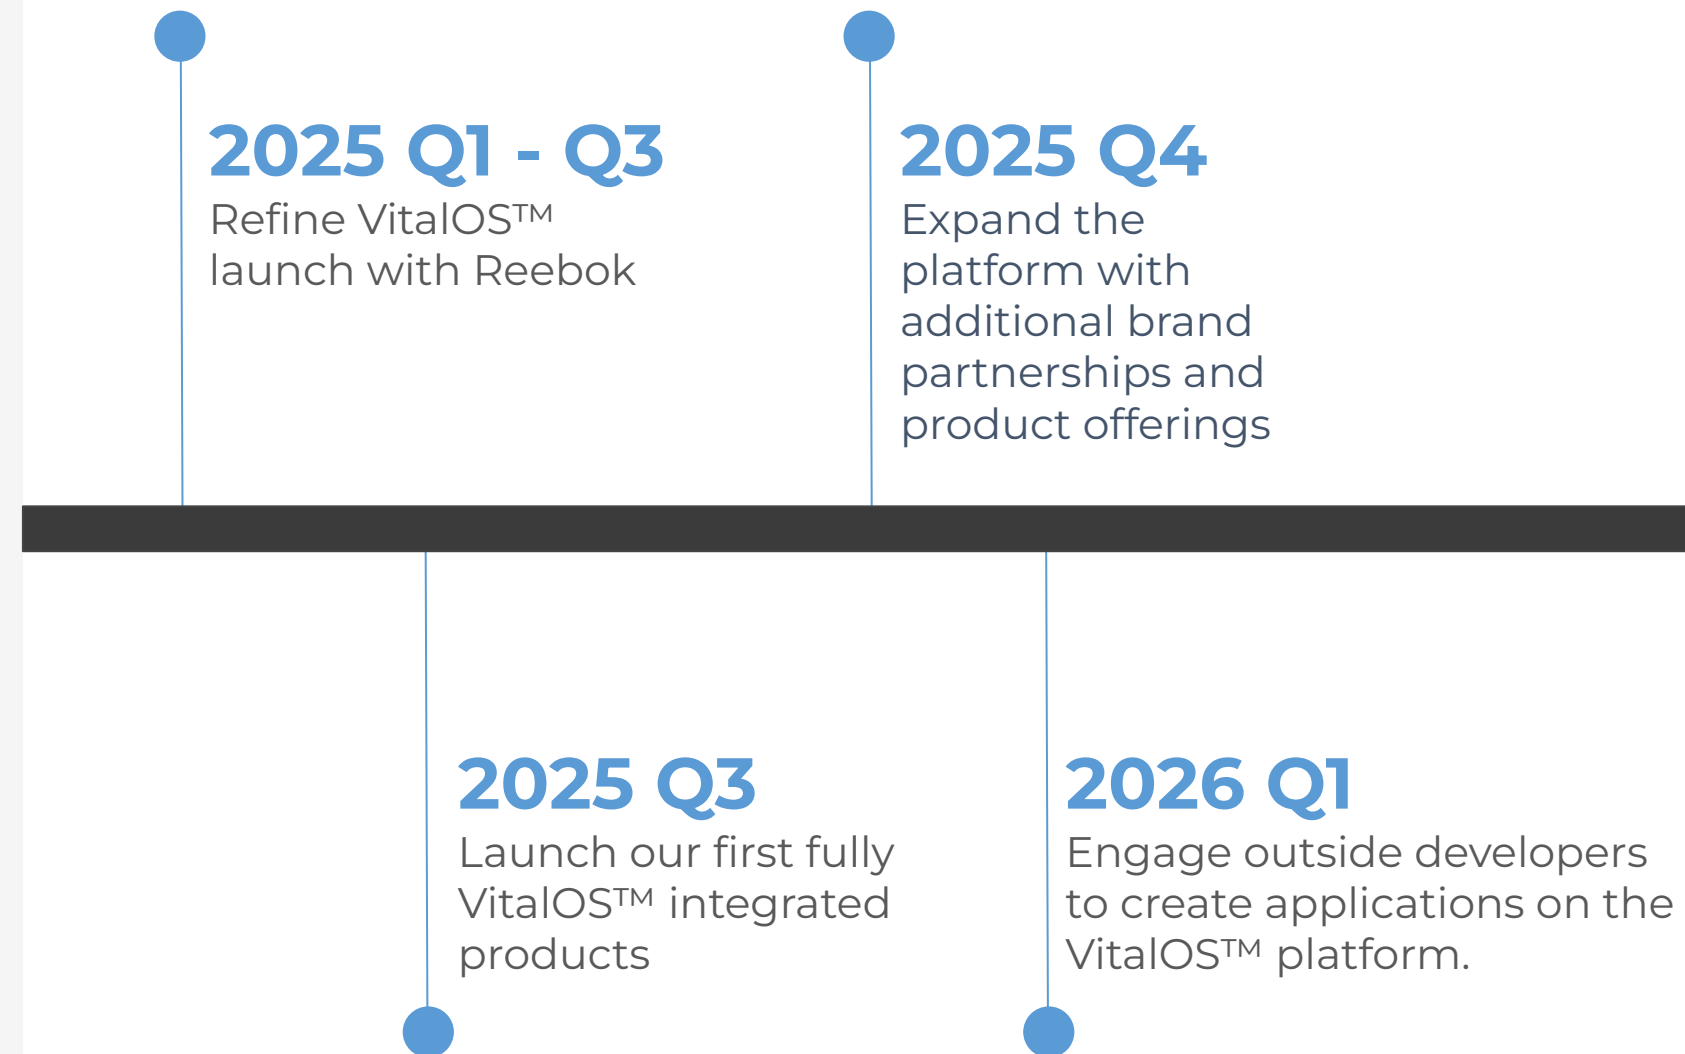 2025 Q1 - Q3
Refine VitalOS™
launch with Reebok
2025 Q4
Expand the
platform with
additional brand
partnerships and
product offerings
2025 Q3
Launch our first fully
VitalOS™ integrated
products
2026 Q1
Engage outside developers
to create applications on the
VitalOS™ platform.